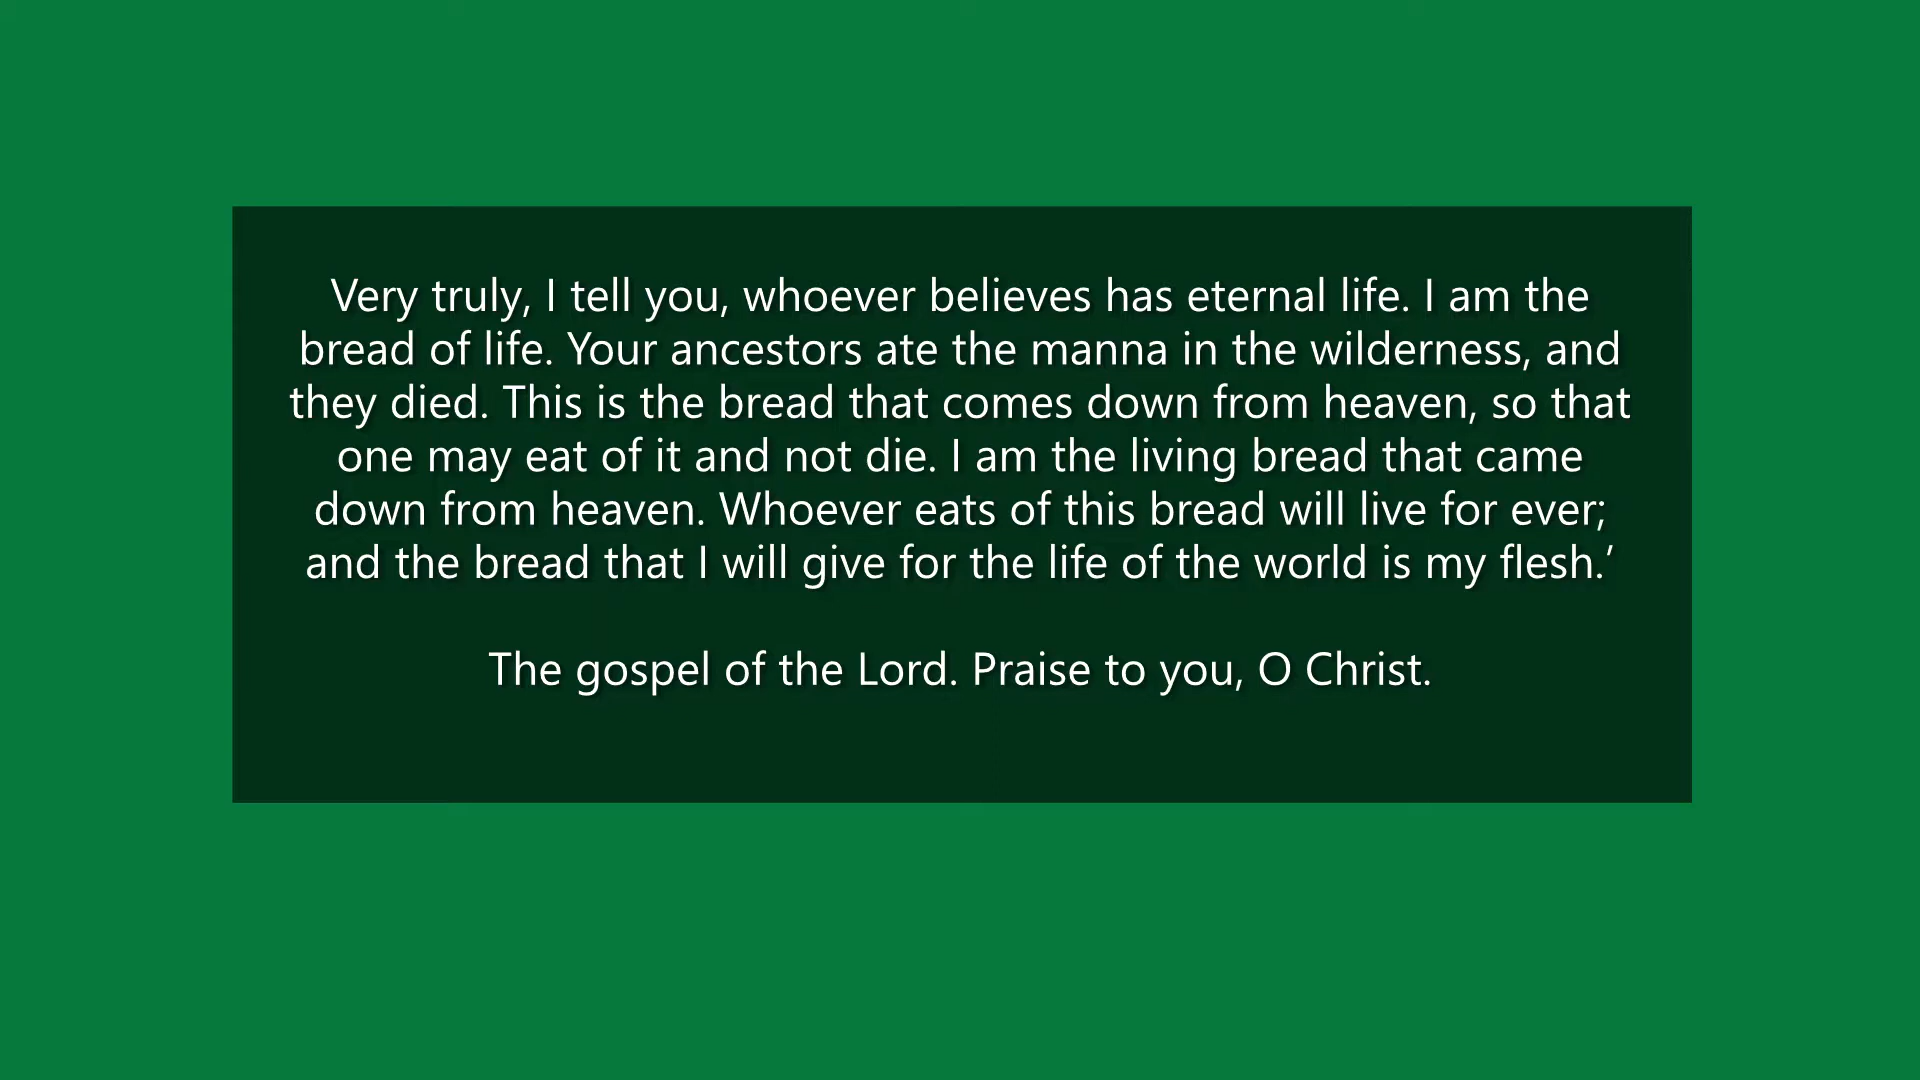 Very truly, I tell you, whoever believes has eternal life. I am the
bread of life. Your ancestors ate the manna in the wilderness, and
they died. This is the bread that comes down from heaven, so that
one may eat of it and not die. I am the living bread that came
down from heaven. Whoever eats of this bread will live for ever;
and the bread that I will give for the life of the world is my flesh.’
The gospel of the Lord. Praise to you, O Christ.